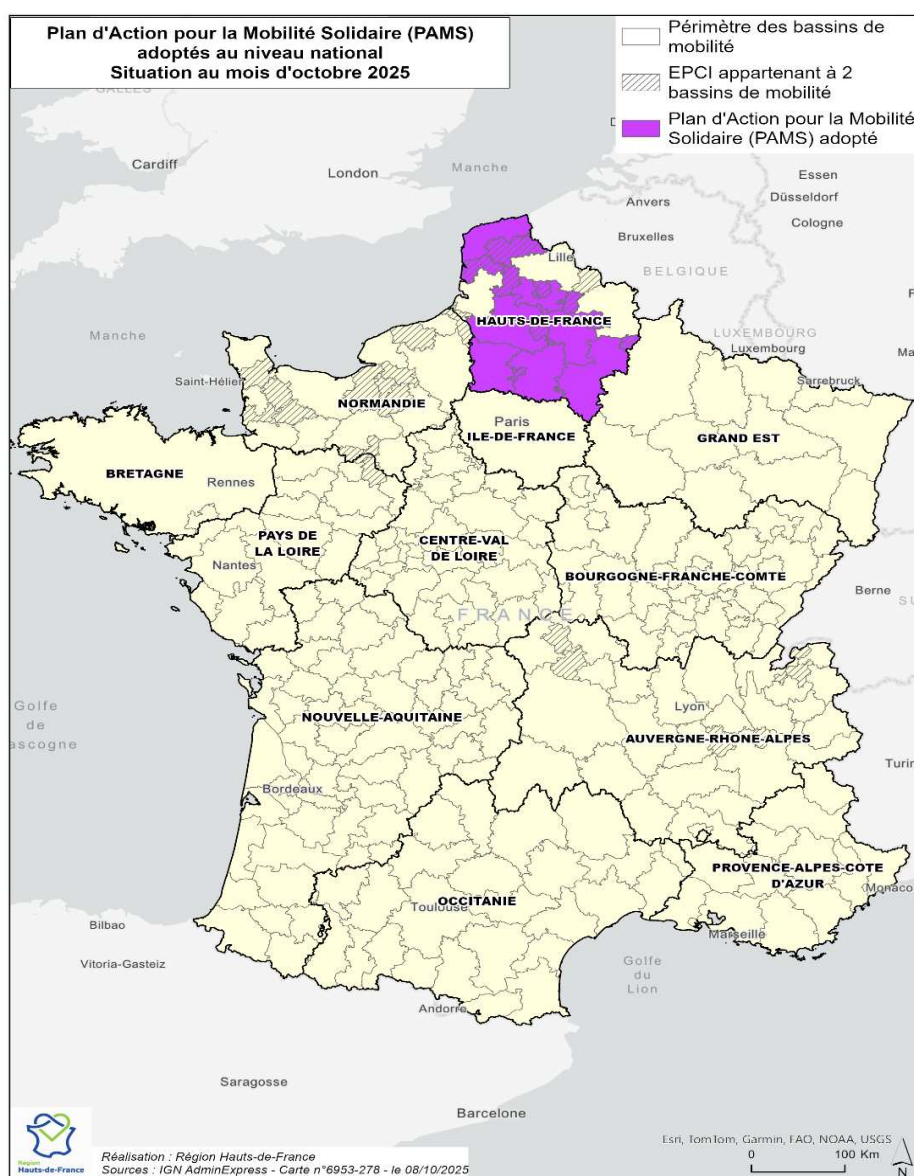 Plan d'Action pour la Mobilité Solidaire (PAMS)
adoptés au niveau national
Situation au mois d'octobre 2025
Périmètre des bassins de
mobilité
EPCI appartenant à 2
bassins de mobilité
Plan d'Action pour la Mobilité
Solidaire (PAMS) adopté
GALLES
Cardiff
London
Manche
Essen
Düsseldorf
Cologne
Anvers
Bruxelles
BELGIQUE
Lille
HAUTS-DE-FRANCE
Manche
LUXEMBOURG
Luxembourg
Ma
Saint-Hélier
Sarrebruck
NORMANDIE
Paris
ILE-DE-FRANCE
GRAND EST
BRETAGNE
Rennes
PAYS DE
LA LOIRE
Nantes
CENTRE-VAL
DE LOIRE
BOURGOGNE-FRANCHE-COMTE
Berne
SU
FRANCE
Golfe
de
ascogne
NOUVELLE-AQUITAINE
Lyon
AUVERGNE-RHONE-ALPES
Turin
Bordeaux
PROVENCE-ALPES-COTE
D'AZUR
Monaco
OCCITANIE
Toulouse
Marseille
Bilbao
Vitoria-Gasteiz
Golfe
du
Lion
Andorre
Saragosse
Barcelone
Région
Hauts-de-France
Réalisation : Région Hauts-de-France
Sources : IGN AdminExpress - Carte n°6953-278 - le 08/10/2025
Esri, TomTom, Garmin, FAO, NOAA, USGS
0 100 Km
N